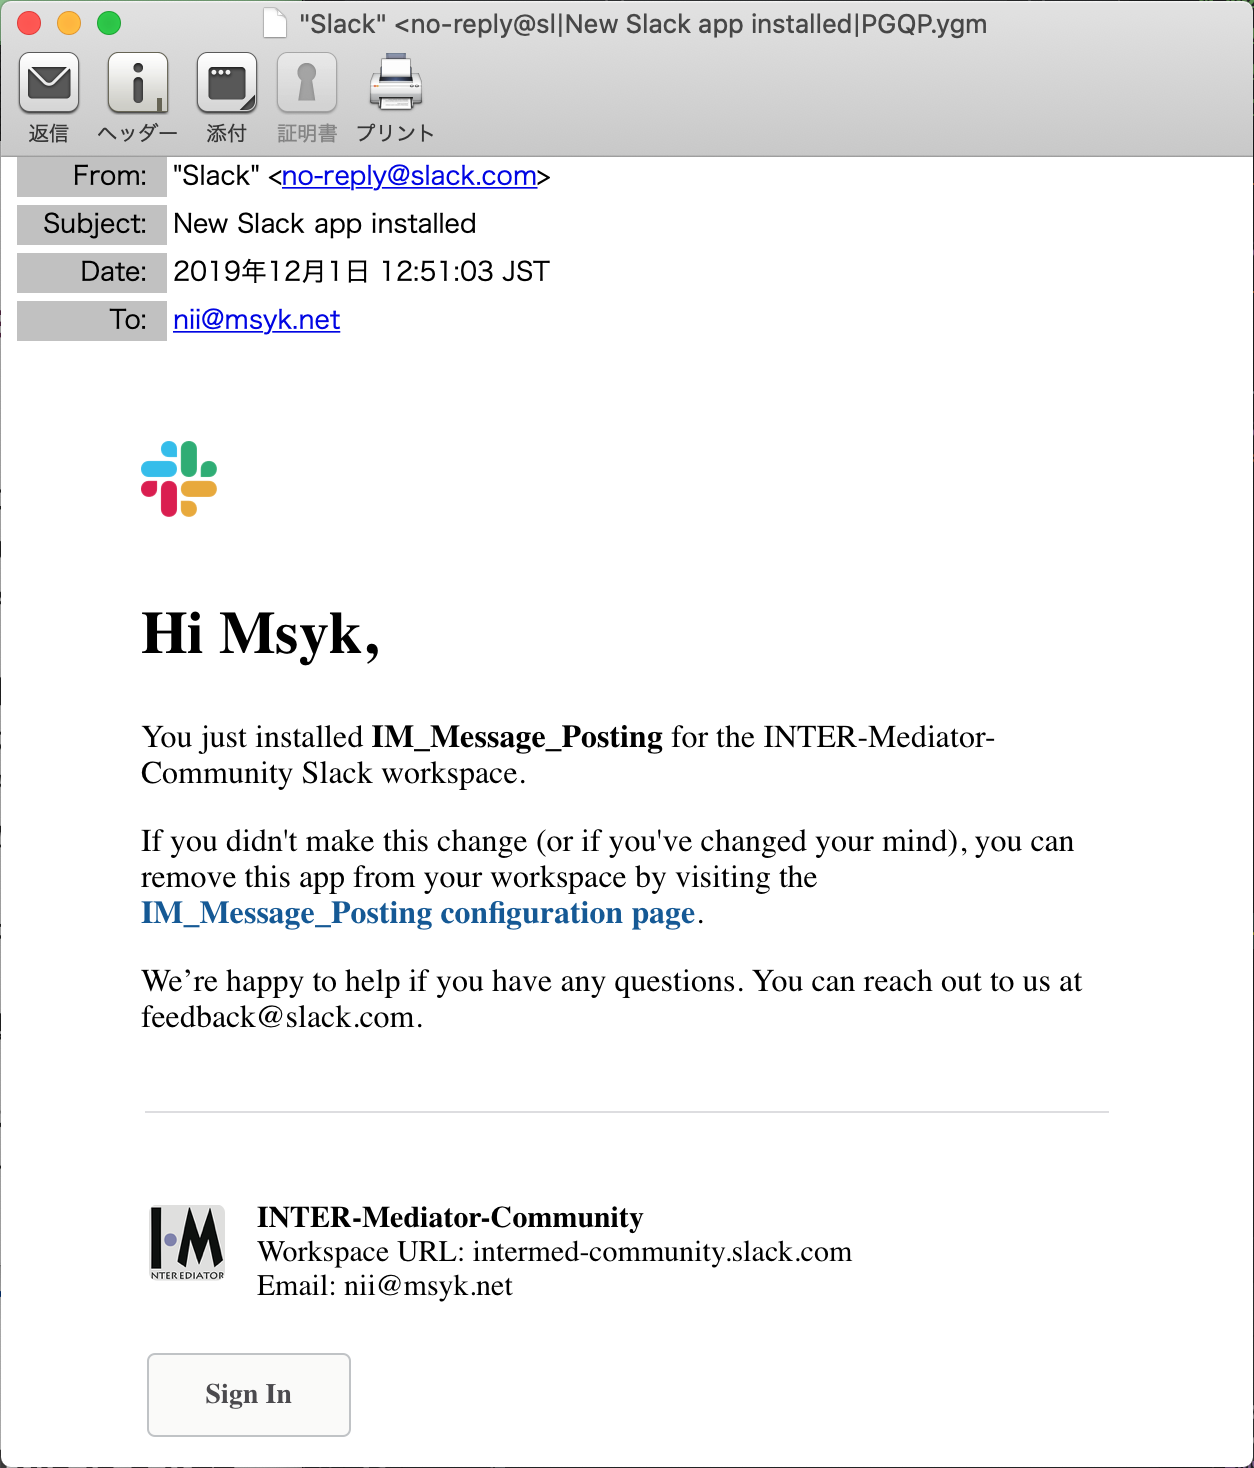 "Slack" <no-reply@sl|New Slack app installed|PGQP.ygm
返信 ヘッダー 添付 証明書 プリント
From: "Slack" <no-reply@slack.com>
Subject: New Slack app installed
Date: 2019年12月1日 12:51:03 JST
To: nii@msyk.net
Hi Msyk,
You just installed IM_Message_Posting for the INTER-Mediator-
Community Slack workspace.
If you didn't make this change (or if you've changed your mind), you can
remove this app from your workspace by visiting the
IM_Message_Posting configuration page.
We’re happy to help if you have any questions. You can reach out to us at
feedback@slack.com.
I•M
NTER EDIATOR
INTER-Mediator-Community
Workspace URL: intermed-community.slack.com
Email: nii@msyk.net
Sign In